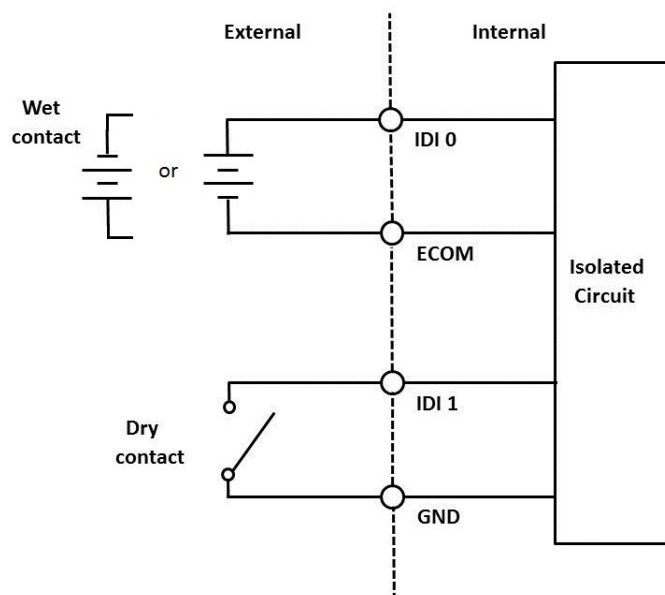 External
Internal
Wet
contact
or
IDI 0
ECOM
Isolated
Circuit
IDI 1
Dry
contact
GND